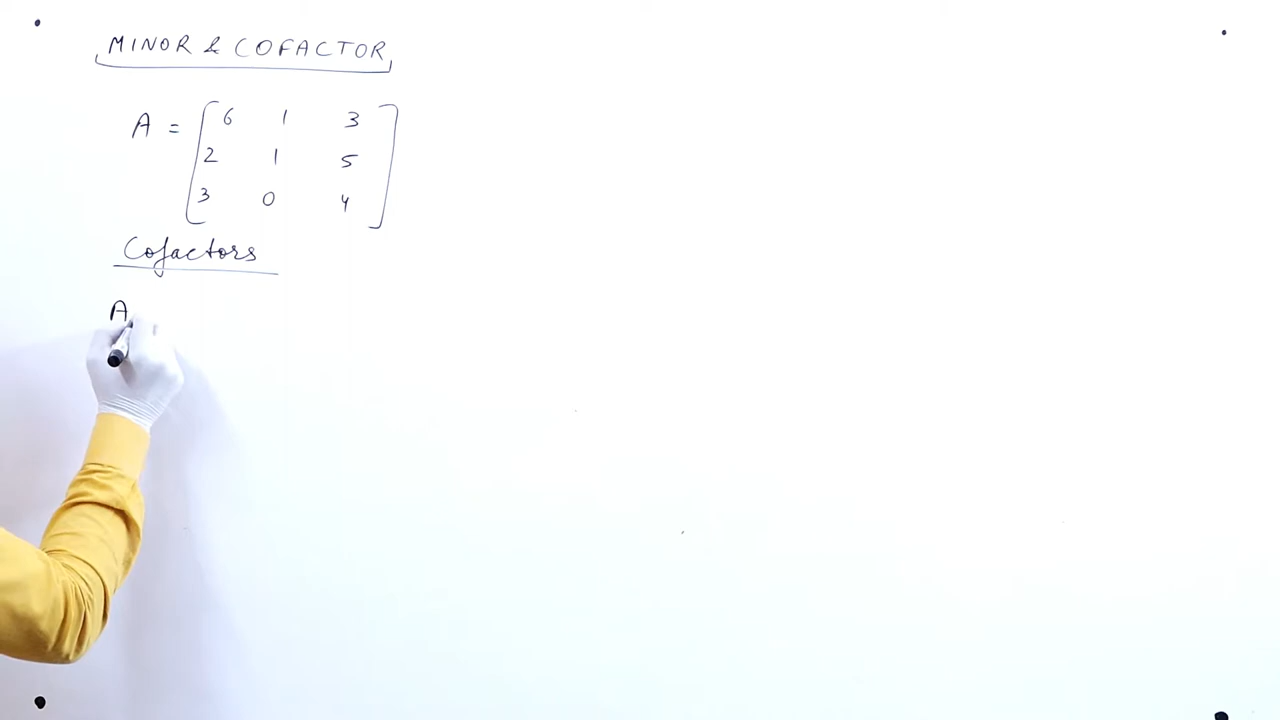 MINOR & COFACTOR
A = [ 6 1 3
2 1 5
3 0 4 ]
Cofactors
A